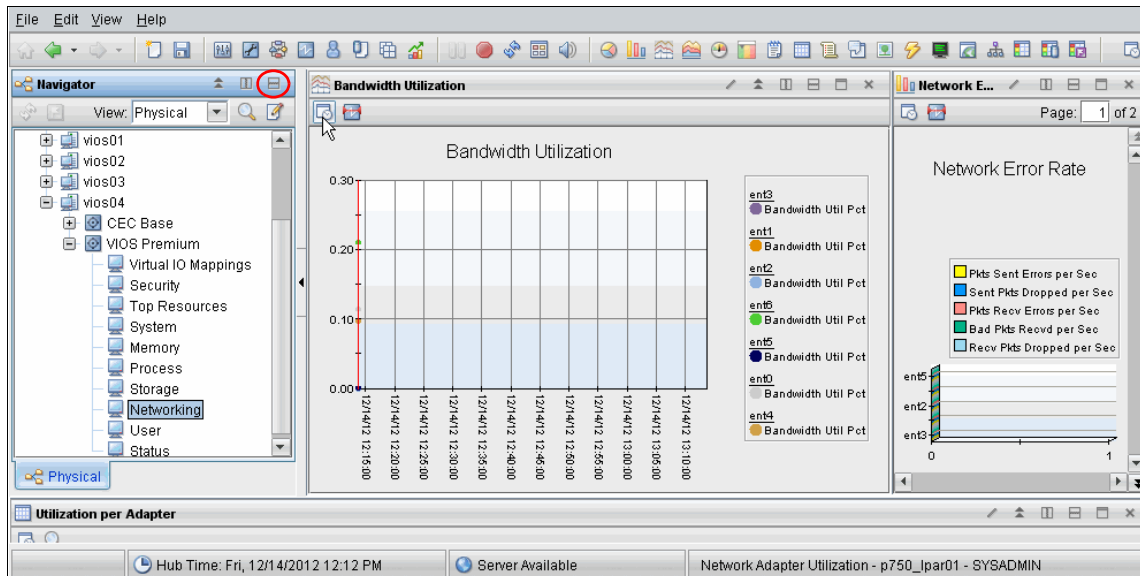 File Edit View Help
Navigator
View: Physical
vios01
vios02
vios03
vios04
CEC Base
VIOS Premium
Virtual IO Mappings
Security
Top Resources
System
Memory
Process
Storage
Networking
User
Status
Physical
Bandwidth Utilization
Bandwidth Utilization
0.30
0.20
0.10
0.00
12/14/12 12:15:00
12/14/12 12:20:00
12/14/12 12:25:00
12/14/12 12:30:00
12/14/12 12:35:00
12/14/12 12:40:00
12/14/12 12:45:00
12/14/12 12:50:00
12/14/12 12:55:00
12/14/12 13:00:00
12/14/12 13:05:00
12/14/12 13:10:00
ent3
Bandwidth Util Pct
ent1
Bandwidth Util Pct
ent2
Bandwidth Util Pct
ent6
Bandwidth Util Pct
ent5
Bandwidth Util Pct
ent0
Bandwidth Util Pct
ent4
Bandwidth Util Pct
Network E...
Page: 1 of 2
Network Error Rate
Pkts Sent Errors per Sec
Sent Pkts Dropped per Sec
Pkts Recv Errors per Sec
Bad Pkts Recvd per Sec
Recv Pkts Dropped per Sec
ent5
ent2
ent3
0 1
Utilization per Adapter
Hub Time: Fri, 12/14/2012 12:12 PM
Server Available
Network Adapter Utilization - p750_lpar01 - SYSADMIN